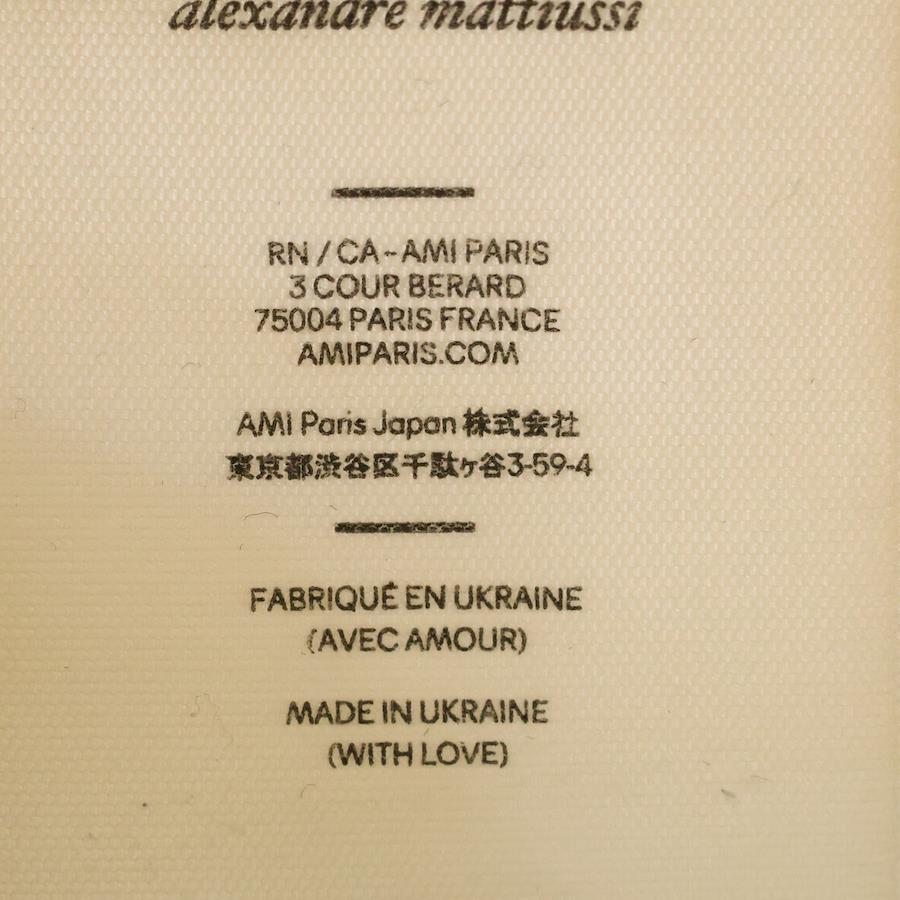 alexandre mattiussi
RN / CA - AMI PARIS
3 COUR BERARD
75004 PARIS FRANCE
AMIPARIS.COM
AMI Paris Japan 株式会社
東京都渋谷区千駄ヶ谷3-59-4
FABRIQUÉ EN UKRAINE
(AVEC AMOUR)
MADE IN UKRAINE
(WITH LOVE)